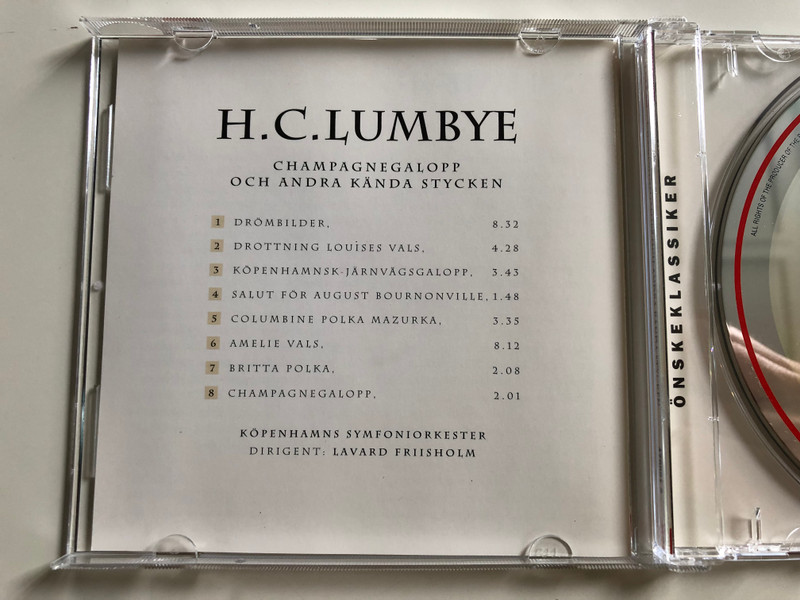 H.C.LUMBYE
CHAMPAGNEGALOPP
OCH ANDRA KÄNDA STYCKEN
1 DRÖMBILDER, 8.32
2 DROTTNING LOUISES VALS, 4.28
3 KÖPENHAMNSK-JÄRNVÄGSGALOPP, 3.43
4 SALUT FÖR AUGUST BOURNONVILLE, 1.48
5 COLUMBINE POLKA MAZURKA, 3.35
6 AMELIE VALS, 8.12
7 BRITTA POLKA, 2.08
8 CHAMPAGNEGALOPP, 2.01
KÖPENHAMNS SYMFONIORKESTER
DIRIGENT: LAVARD FRIISHOLM
ÖNSKEKLASSIKER
ALL RIGHTS OF THE PRODUCER OF THE